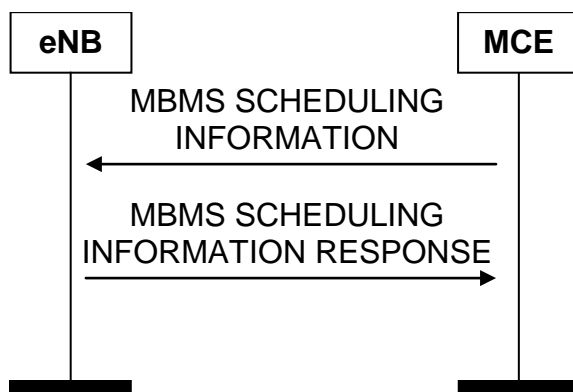 eNB
MCE
MBMS SCHEDULING
INFORMATION
MBMS SCHEDULING
INFORMATION RESPONSE